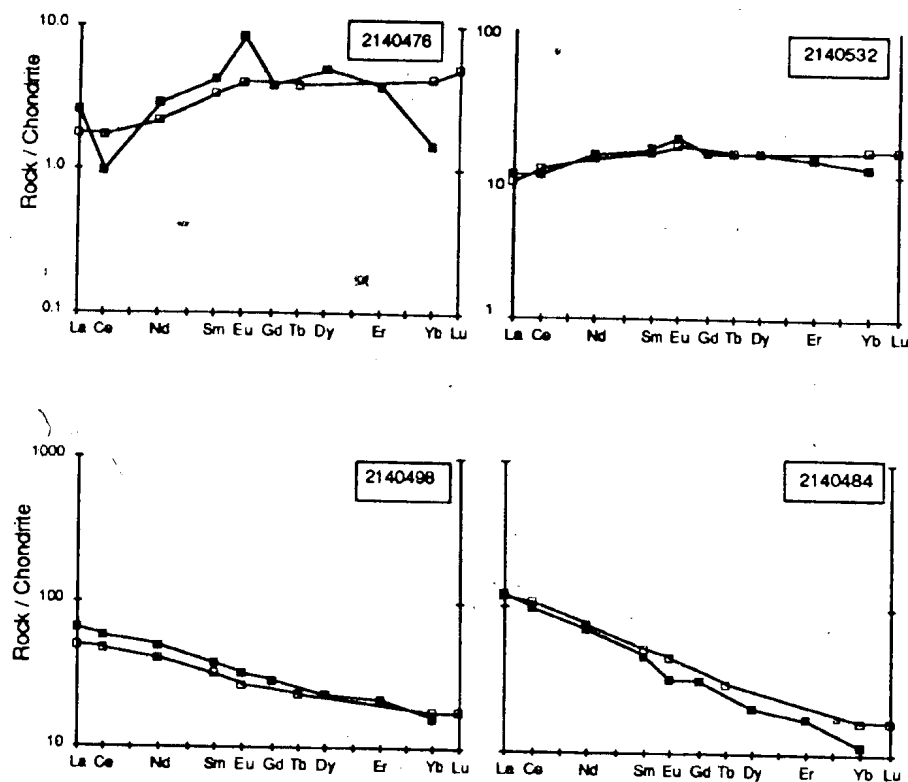 10.0
1.0
0.1
Rock / Chondrite
2140476
La Ce Nd Sm Eu Gd Tb Dy Er Yb Lu
100
10
1
2140532
La Ce Nd Sm Eu Gd Tb Dy Er Yb Lu
1000
100
10
Rock / Chondrite
2140498
La Ce Nd Sm Eu Gd Tb Dy Er Yb Lu
2140484
La Ce Nd Sm Eu Gd Tb Dy Er Yb Lu